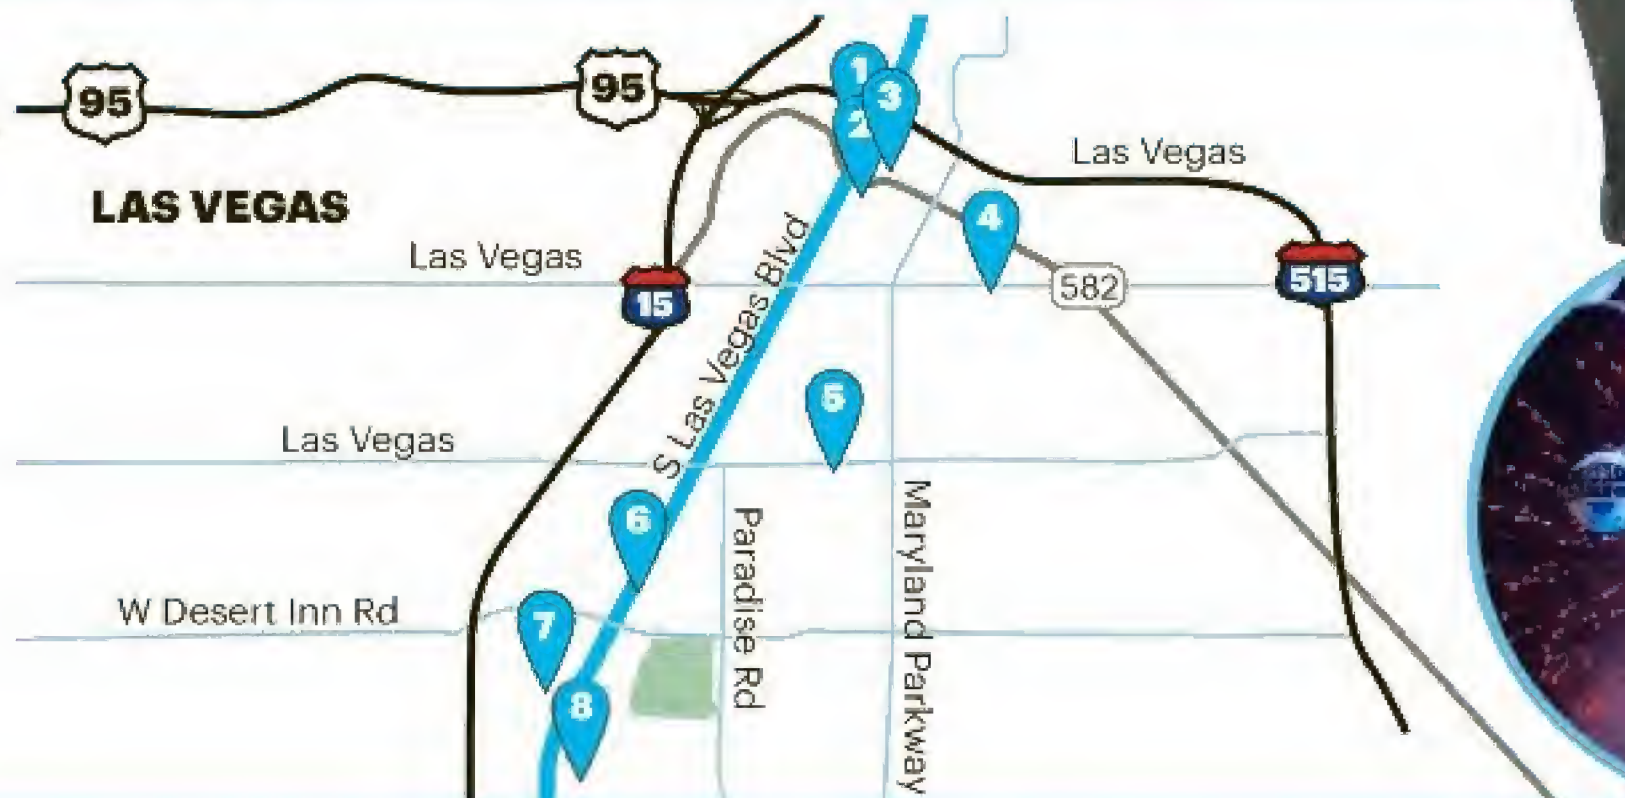 95
95
1
3
2
Las Vegas
LAS VEGAS
4
Las Vegas
15
S Las Vegas Blvd
582
515
5
Las Vegas
6
Maryland Parkway
Paradise Rd
W Desert Inn Rd
7
8